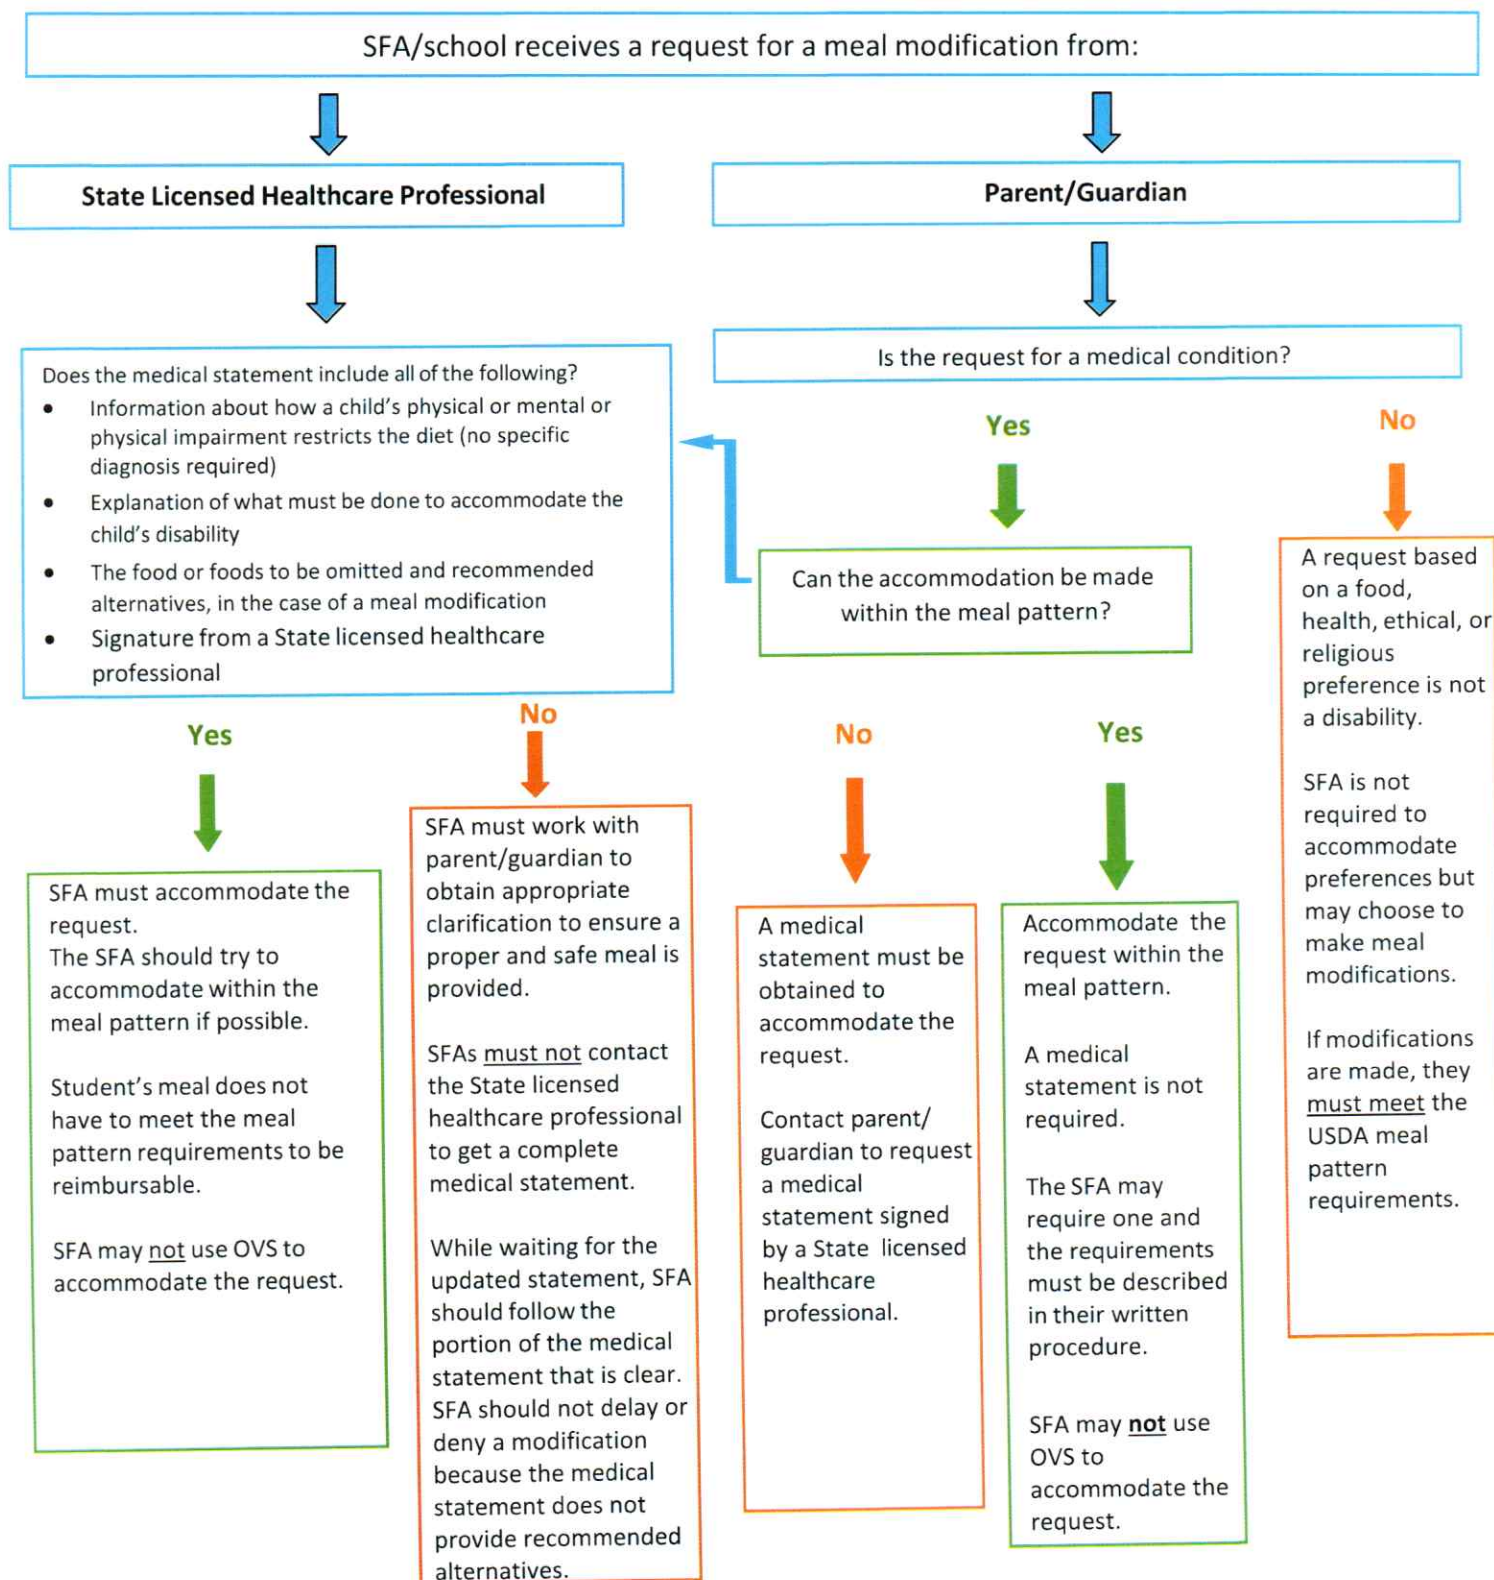 SFA/school receives a request for a meal modification from:
State Licensed Healthcare Professional
Parent/Guardian
Does the medical statement include all of the following?
• Information about how a child's physical or mental or
physical impairment restricts the diet (no specific
diagnosis required)
• Explanation of what must be done to accommodate the
child's disability
• The food or foods to be omitted and recommended
alternatives, in the case of a meal modification
• Signature from a State licensed healthcare
professional
Is the request for a medical condition?
Yes
No
Can the accommodation be made
within the meal pattern?
A request based
on a food,
health, ethical, or
religious
preference is not
a disability.
SFA is not
required to
accommodate
preferences but
may choose to
make meal
modifications.
If modifications
are made, they
must meet the
USDA meal
pattern
requirements.
Yes
No
No
Yes
SFA must accommodate the
request.
The SFA should try to
accommodate within the
meal pattern if possible.
Student's meal does not
have to meet the meal
pattern requirements to be
reimbursable.
SFA may not use OVS to
accommodate the request.
SFA must work with
parent/guardian to
obtain appropriate
clarification to ensure a
proper and safe meal is
provided.
SFAs must not contact
the State licensed
healthcare professional
to get a complete
medical statement.
While waiting for the
updated statement, SFA
should follow the
portion of the medical
statement that is clear.
SFA should not delay or
deny a modification
because the medical
statement does not
provide recommended
alternatives.
A medical
statement must be
obtained to
accommodate the
request.
Contact parent/
guardian to request
a medical
statement signed
by a State licensed
healthcare
professional.
Accommodate the
request within the
meal pattern.
A medical
statement is not
required.
The SFA may
require one and
the requirements
must be described
in their written
procedure.
SFA may not use
OVS to
accommodate the
request.